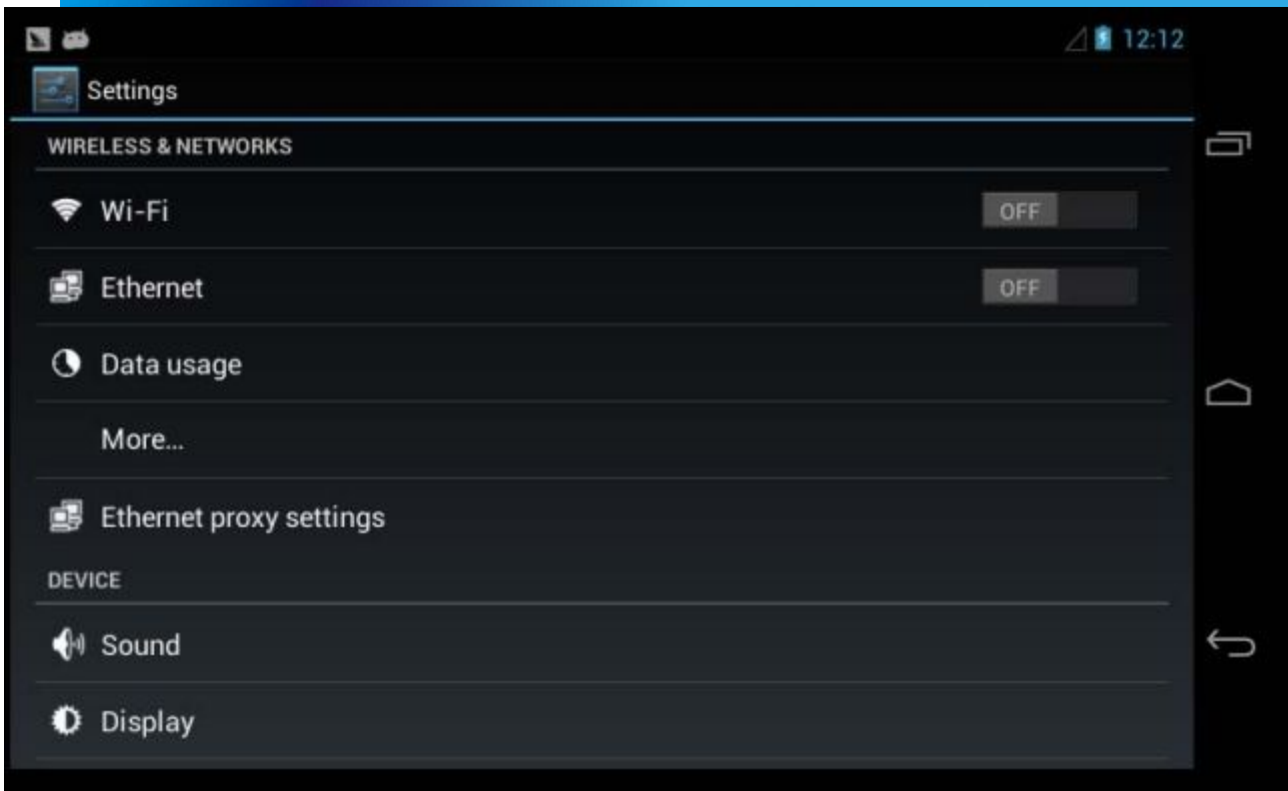 12:12
Settings
WIRELESS & NETWORKS
Wi-Fi
OFF
Ethernet
OFF
Data usage
More...
Ethernet proxy settings
DEVICE
Sound
Display